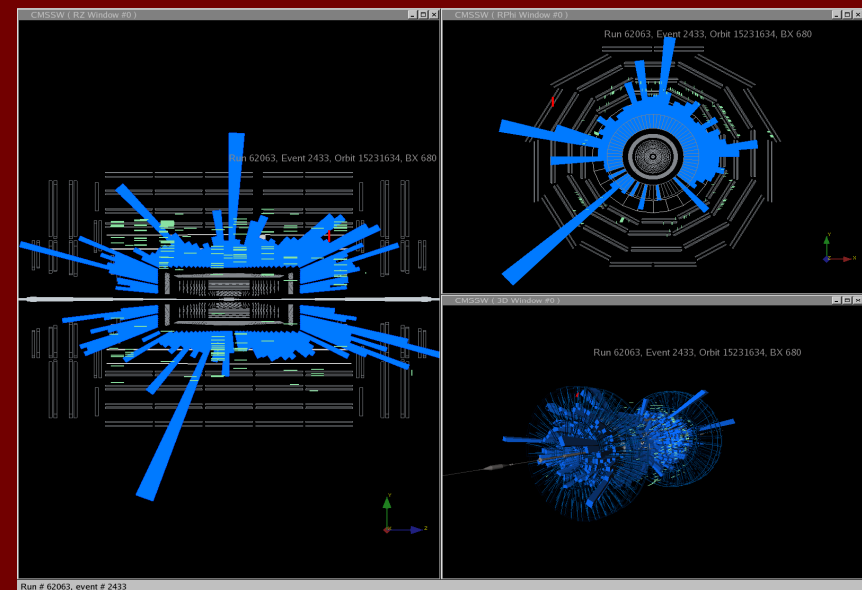 CMSSW ( RZ Window #0 )
Run 62063, Event 2433, Orbit 15231634, BX 680
Y
Z
CMSSW ( RPhi Window #0 )
Run 62063, Event 2433, Orbit 15231634, BX 680
Y
Z
X
CMSSW ( 3D Window #0 )
Run 62063, Event 2433, Orbit 15231634, BX 680
Run # 62063, event # 2433